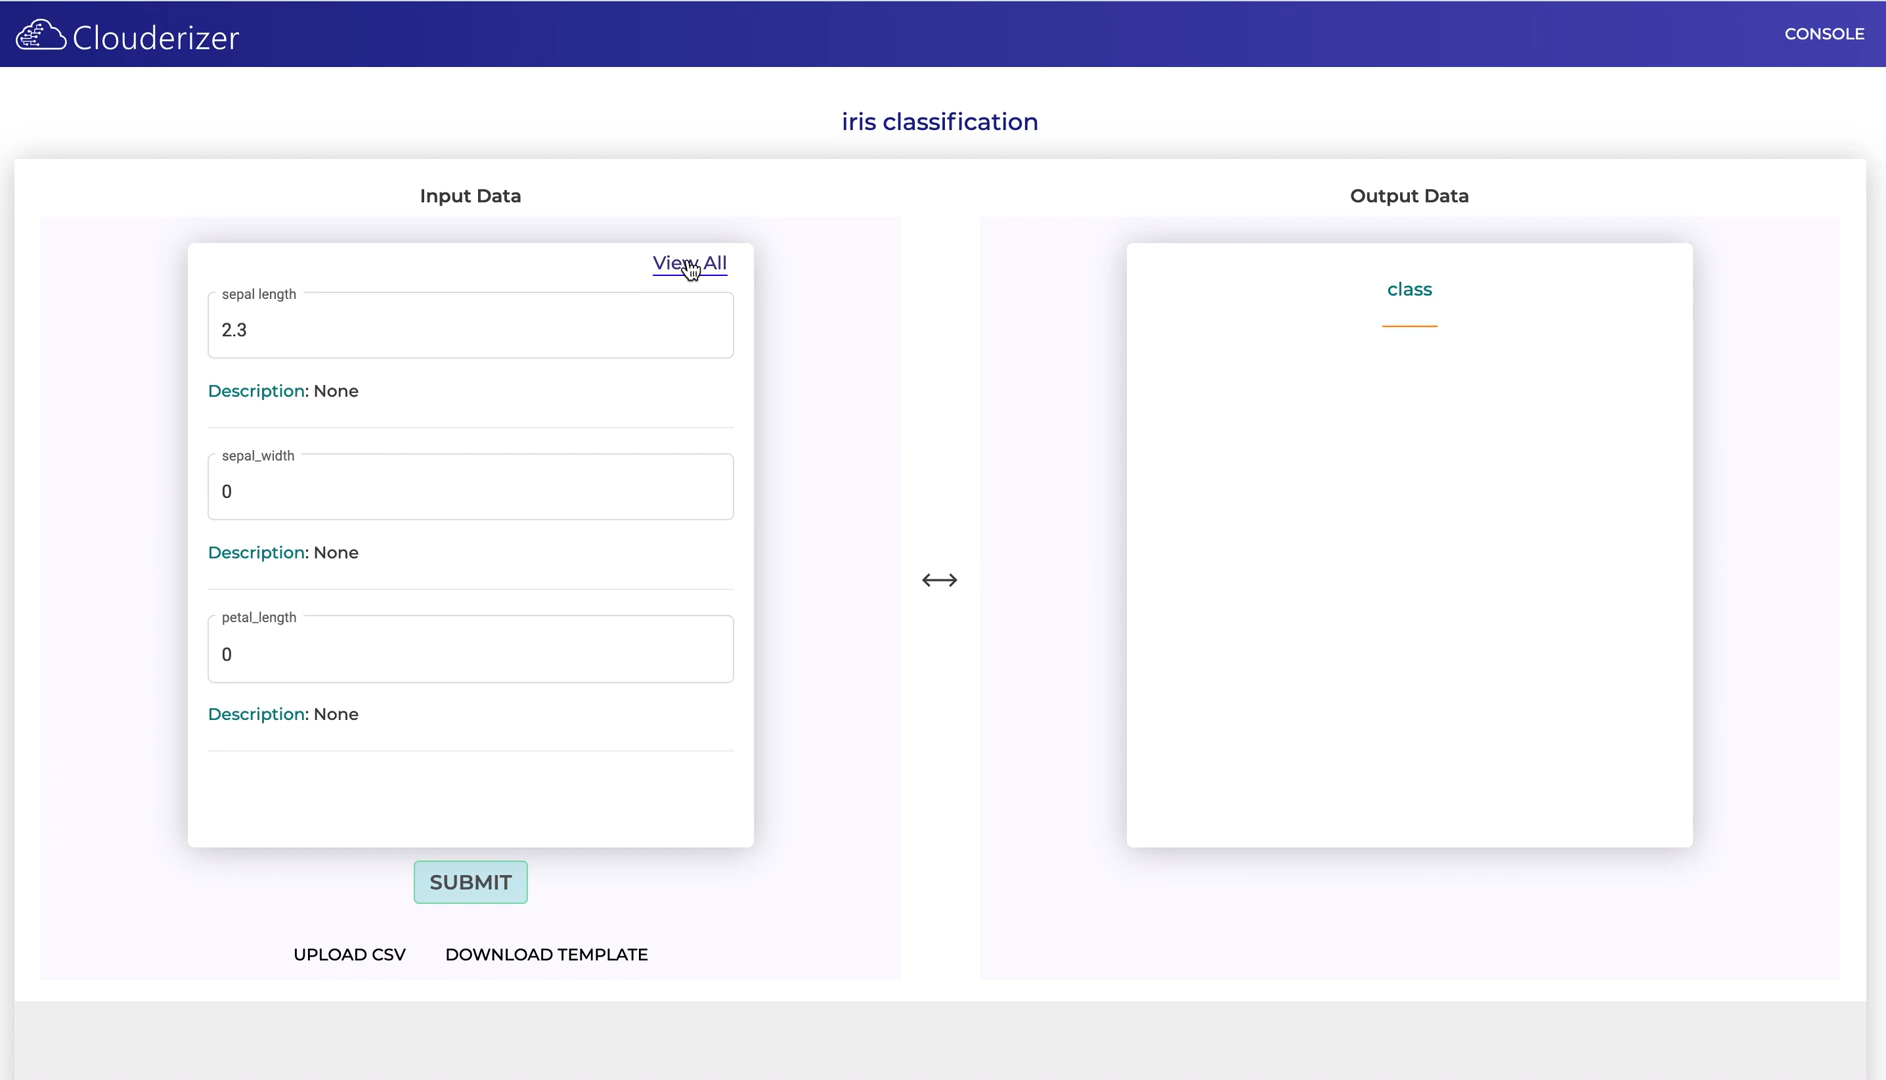 Clouderizer
CONSOLE
iris classification
Input Data
View All
sepal length
2.3
Description: None
sepal_width
0
Description: None
petal_length
0
Description: None
SUBMIT
UPLOAD CSV DOWNLOAD TEMPLATE
Output Data
class